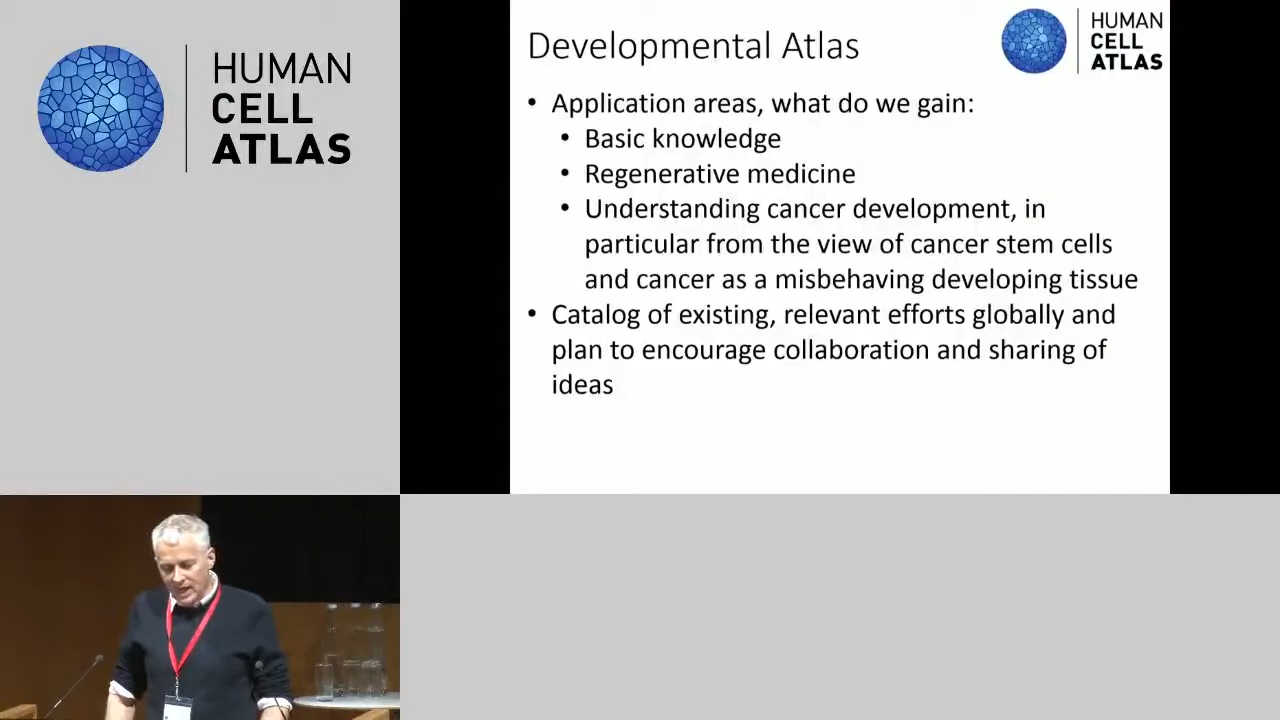 HUMAN
CELL
ATLAS
Developmental Atlas
HUMAN
CELL
ATLAS
• Application areas, what do we gain:
• Basic knowledge
• Regenerative medicine
• Understanding cancer development, in
particular from the view of cancer stem cells
and cancer as a misbehaving developing tissue
• Catalog of existing, relevant efforts globally and
plan to encourage collaboration and sharing of
ideas